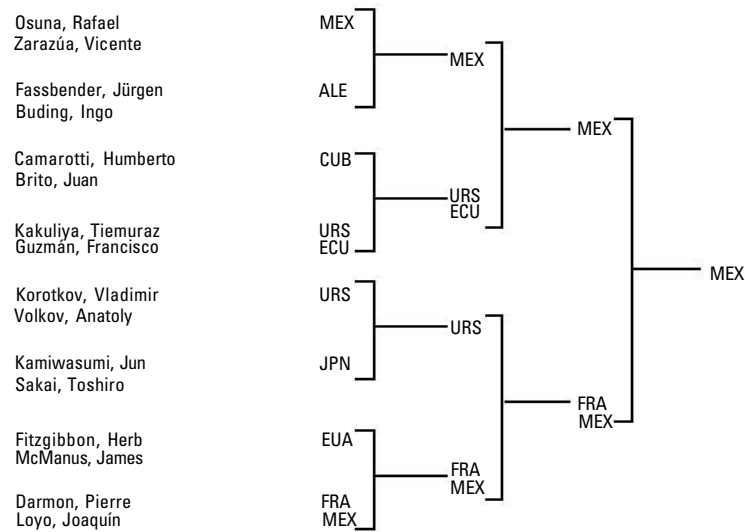 Osuna, Rafael MEX
Zarazúa, Vicente
MEX
Fassbender, Jürgen ALE
Buding, Ingo
MEX
Camarotti, Humberto CUB
Brito, Juan
URS
ECU
Kakuliya, Tiemuraz URS
Guzmán, Francisco ECU
MEX
Korotkov, Vladimir URS
Volkov, Anatoly
URS
Kamiwasumi, Jun JPN
Sakai, Toshiro
FRA
MEX
Fitzgibbon, Herb EUA
McManus, James
FRA
MEX
Darmon, Pierre FRA
Loyo, Joaquín MEX